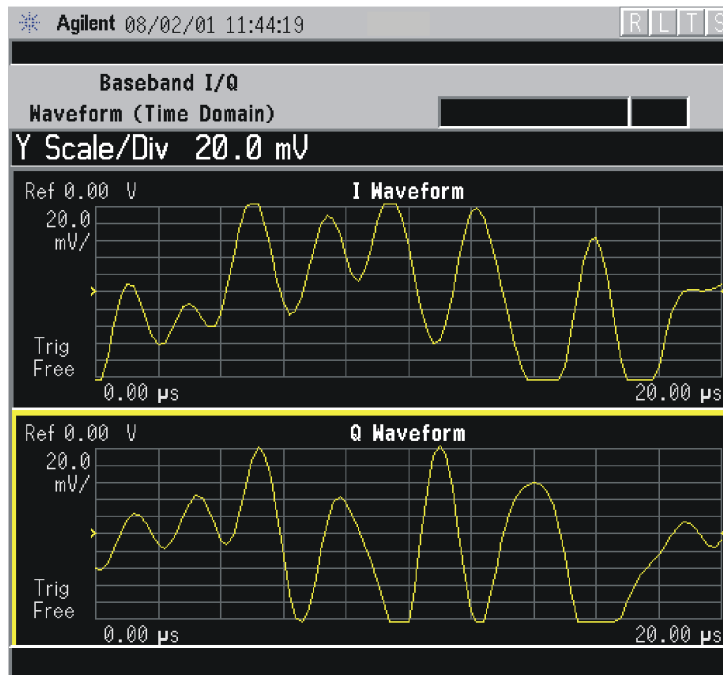 Agilent 08/02/01 11:44:19 R L T S
Baseband I/Q
Waveform (Time Domain)
Y Scale/Div 20.0 mV
Ref 0.00 V I Waveform
20.0
mV/
Trig
Free
0.00 µs 20.00 µs
Ref 0.00 V Q Waveform
20.0
mV/
Trig
Free
0.00 µs 20.00 µs